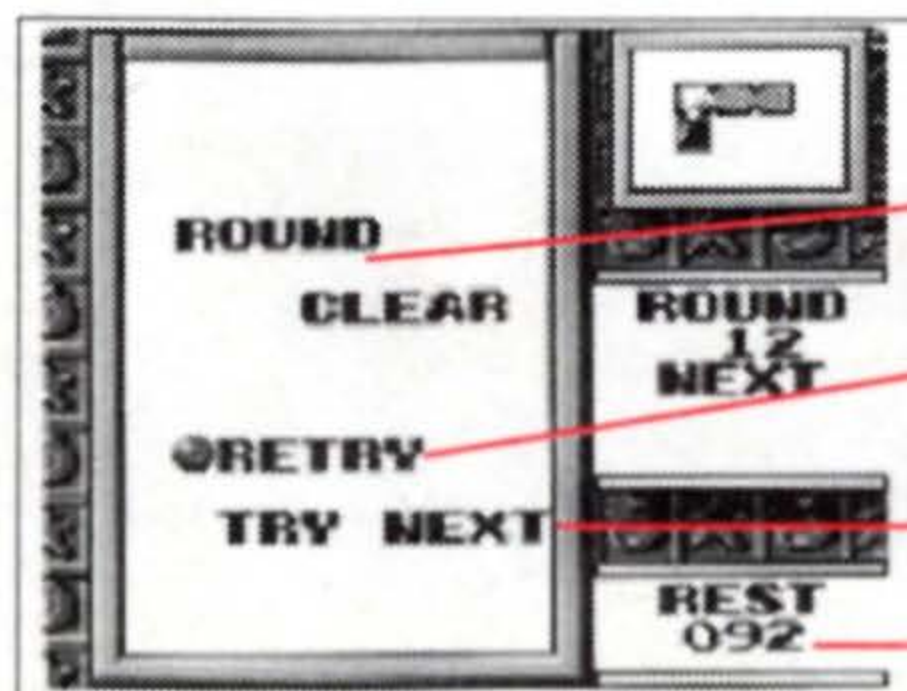 ROUND
CLEAR
RETRY
TRY NEXT
ROUND
12
NEXT
REST
092